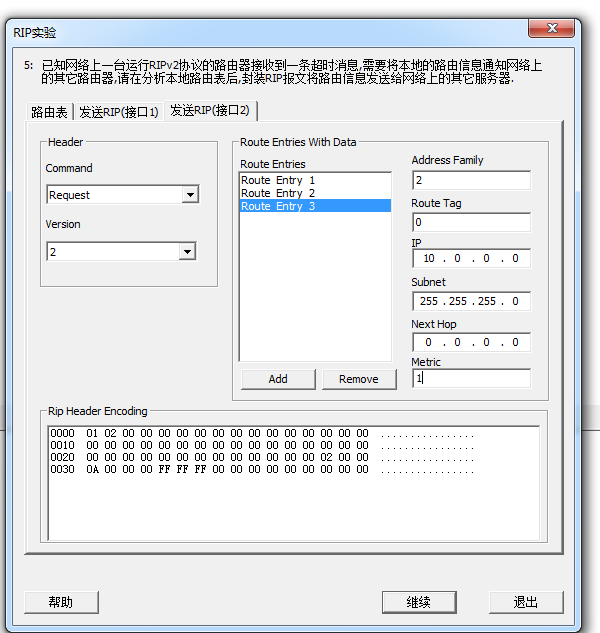 RIP实验
5: 已知网络上一台运行RIPv2协议的路由器接收到一条超时消息,需要将本地的路由信息通知网络上
的其它路由器,请在分析本地路由表后,封装RIP报文将路由信息发送给网络上的其它服务器.
路由表 发送RIP(接口1) 发送RIP(接口2)
Header
Command
Request
Version
2
Route Entries With Data
Route Entries
Route Entry 1
Route Entry 2
Route Entry 3
Add Remove
Address Family
2
Route Tag
0
IP
10 . 0 . 0 . 0
Subnet
255 . 255 . 255 . 0
Next Hop
0 . 0 . 0 . 0
Metric
1
Rip Header Encoding
0000 01 02 00 00 00 00 00 00 00 00 00 00 00 00 00 00 ................
0010 00 00 00 00 00 00 00 00 00 00 00 00 00 00 00 00 ................
0020 00 00 00 00 00 00 00 00 00 00 00 00 00 02 00 00 ................
0030 0A 00 00 00 FF FF FF 00 00 00 00 00 00 00 00 00 ................
帮助 继续 退出